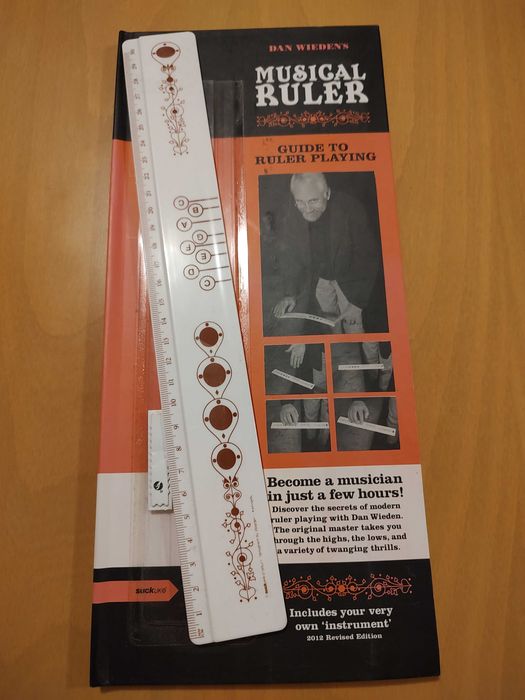 DAN WIEDEN'S
MUSICAL
RULER
GUIDE TO
RULER PLAYING
Become a musician
in just a few hours!
Discover the secrets of modern
ruler playing with Dan Wieden.
The original master takes you
through the highs, the lows, and
a variety of twanging thrills.
Includes your very
own 'instrument'
2012 Revised Edition
suckUK
C
B
A
G
F
E
D
C